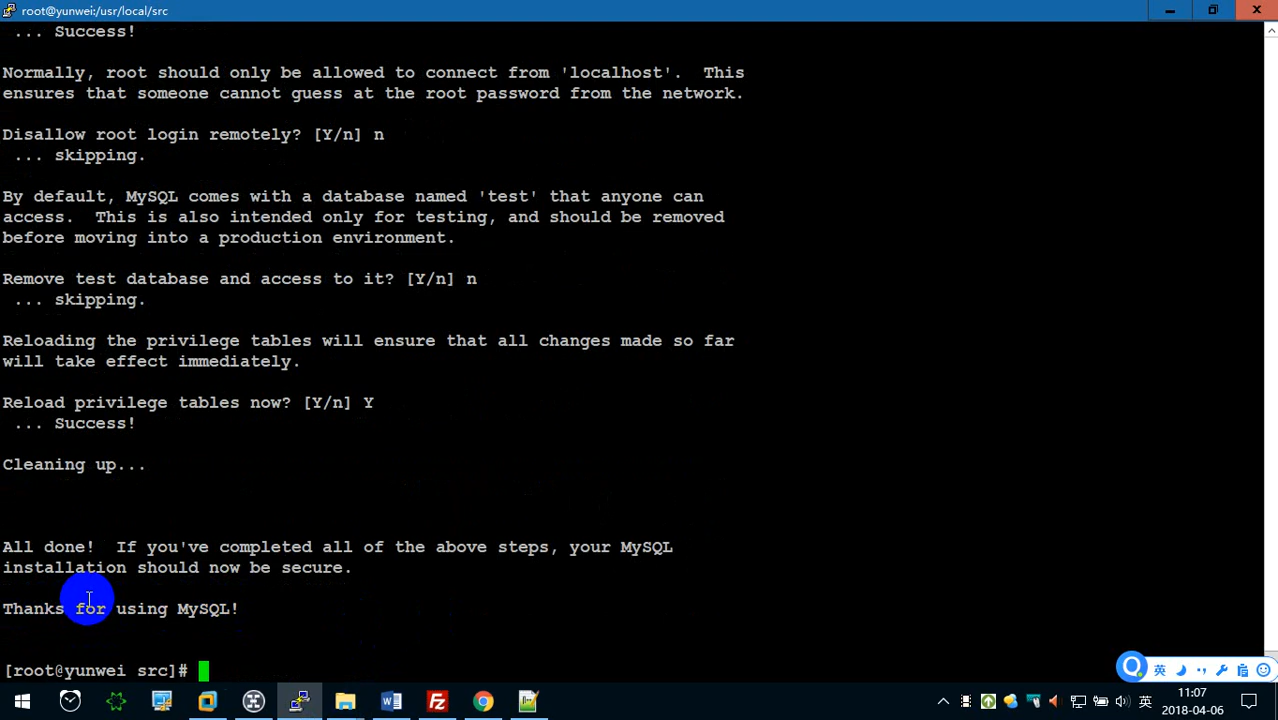 root@yunwei:/usr/local/src
... Success!
Normally, root should only be allowed to connect from 'localhost'.  This
ensures that someone cannot guess at the root password from the network.
Disallow root login remotely? [Y/n] n
... skipping.
By default, MySQL comes with a database named 'test' that anyone can
access.  This is also intended only for testing, and should be removed
before moving into a production environment.
Remove test database and access to it? [Y/n] n
... skipping.
Reloading the privilege tables will ensure that all changes made so far
will take effect immediately.
Reload privilege tables now? [Y/n] Y
... Success!
Cleaning up...
All done!  If you've completed all of the above steps, your MySQL
installation should now be secure.
Thanks for using MySQL!
[root@yunwei src]#
英
英
11:07
2018-04-06